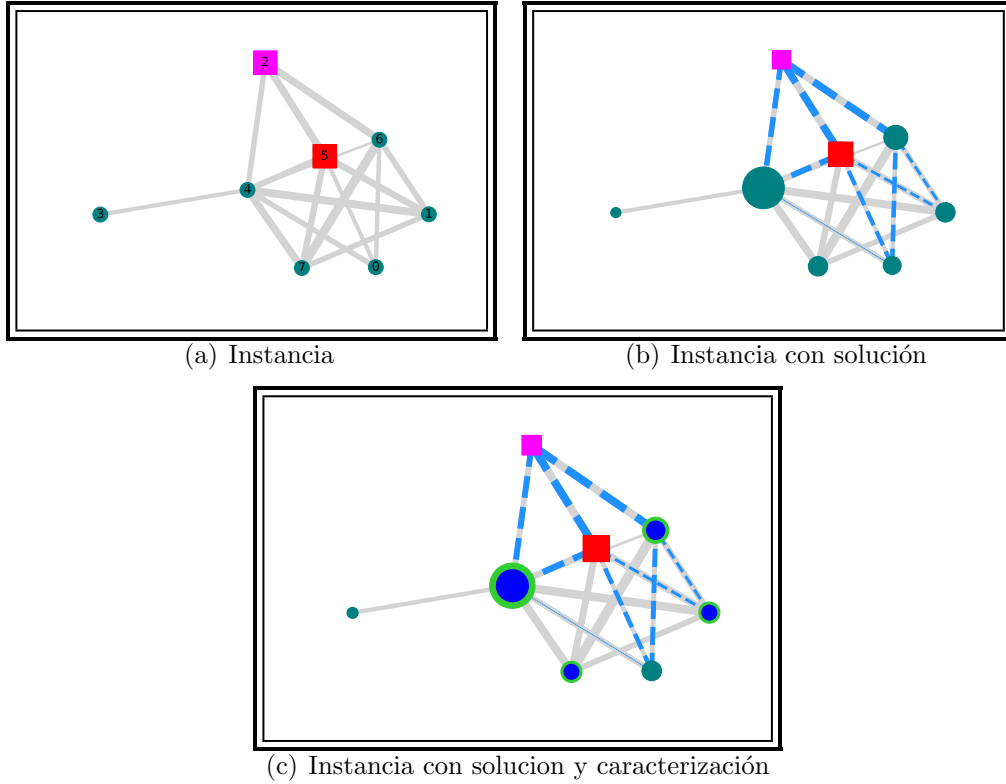 2
6
5
4
3
1
7
0
(a) Instancia
(b) Instancia con solución
(c) Instancia con solucion y caracterización